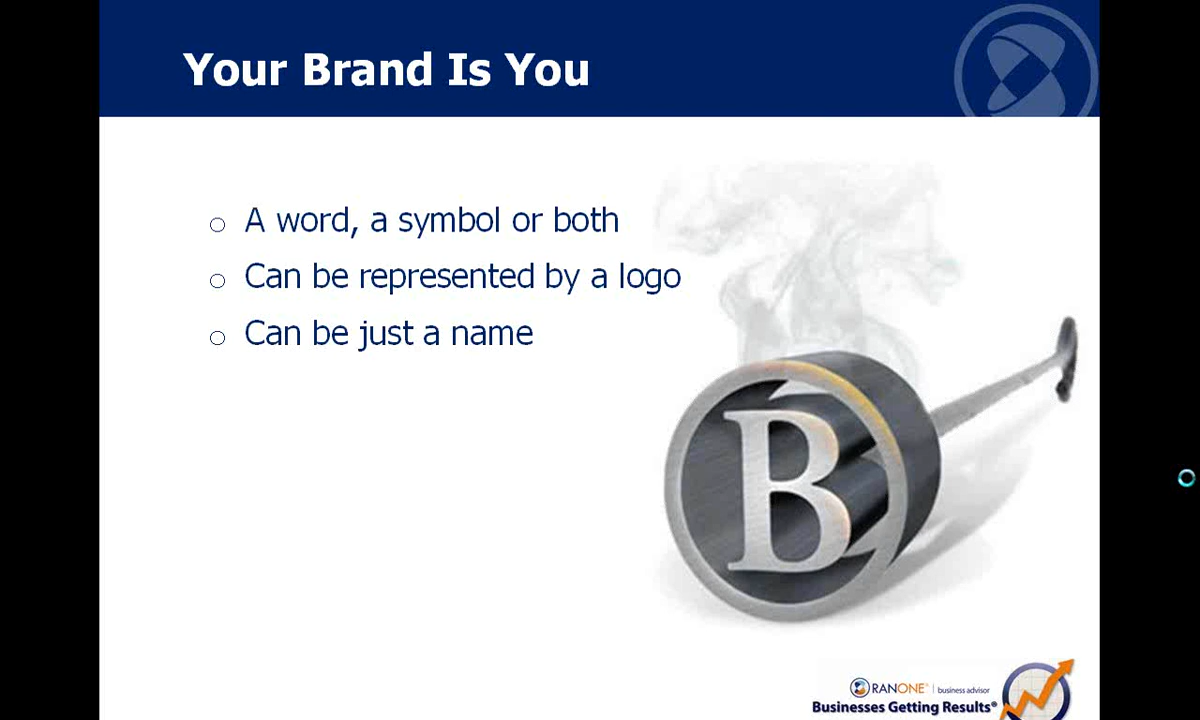 Your Brand Is You
A word, a symbol or both
Can be represented by a logo
Can be just a name
B
RANONE® | business advisor
Businesses Getting Results®